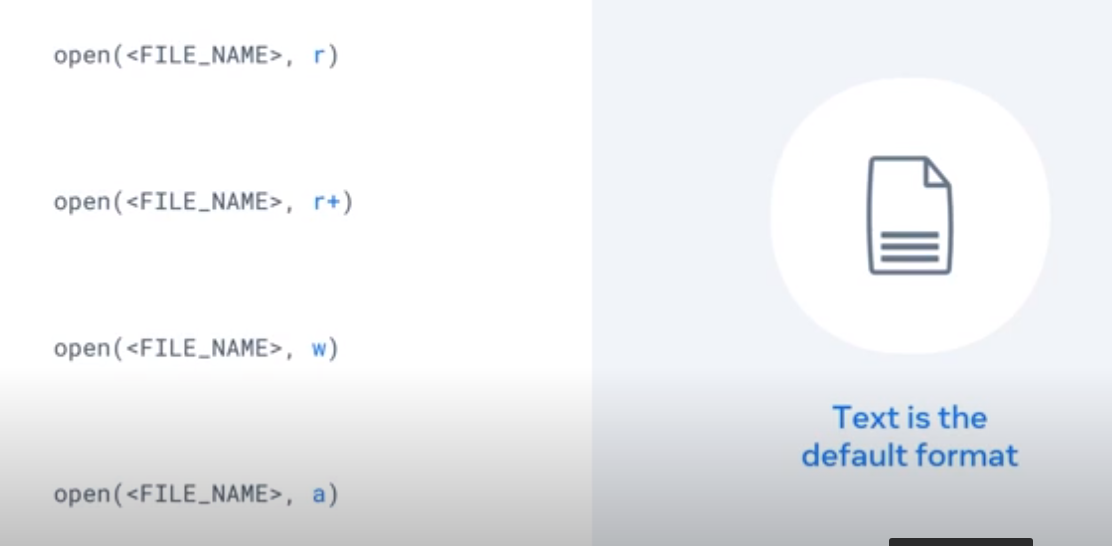 open(<FILE_NAME>, r)
open(<FILE_NAME>, r+)
open(<FILE_NAME>, w)
open(<FILE_NAME>, a)
Text is the
default format